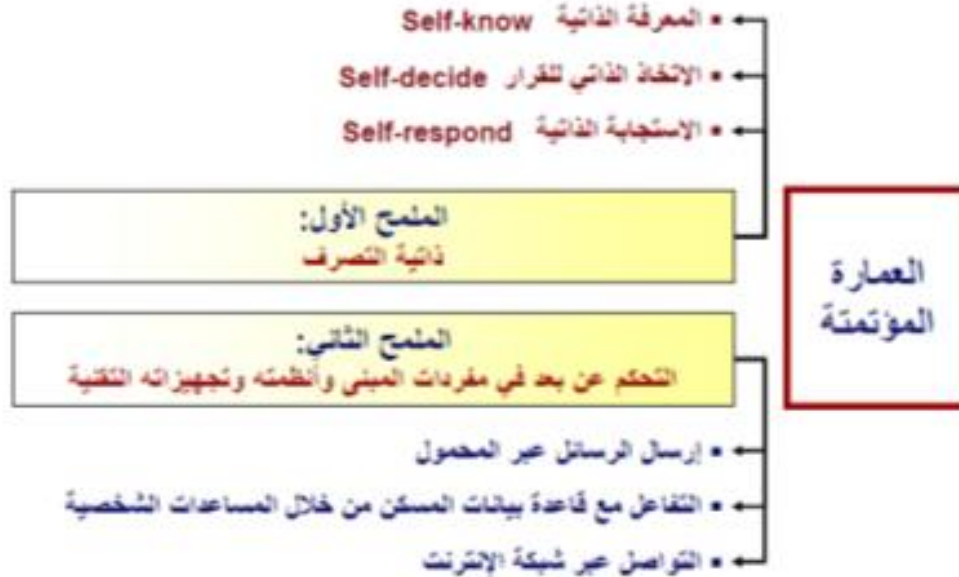 المعرفة الذاتية Self-know
الاتخاذ الذاتي للقرار Self-decide
الاستجابة الذاتية Self-respond
الملمح الأول:
ذاتية التصرف
العمارة
المؤتمتة
الملمح الثاني:
التحكم عن بعد في مفردات المبنى وأنظمته وتجهيزاته التقنية
إرسال الرسائل عبر المحمول
التفاعل مع قاعدة بيانات المسكن من خلال المساعدات الشخصية
التواصل عبر شبكة الإنترنت